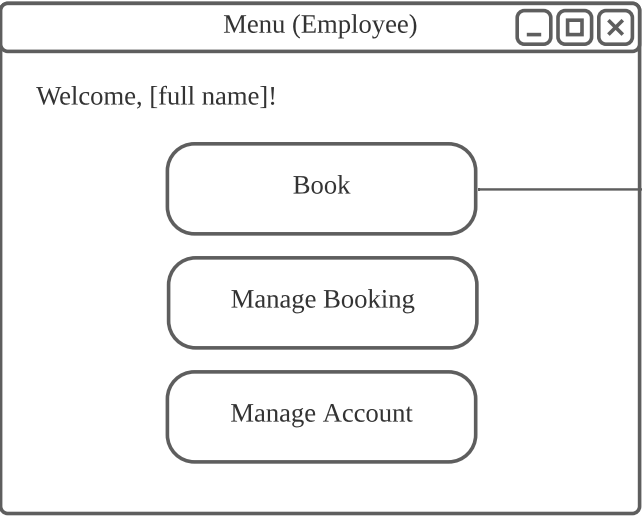 Menu (Employee)
Welcome, [full name]!
Book
Manage Booking
Manage Account